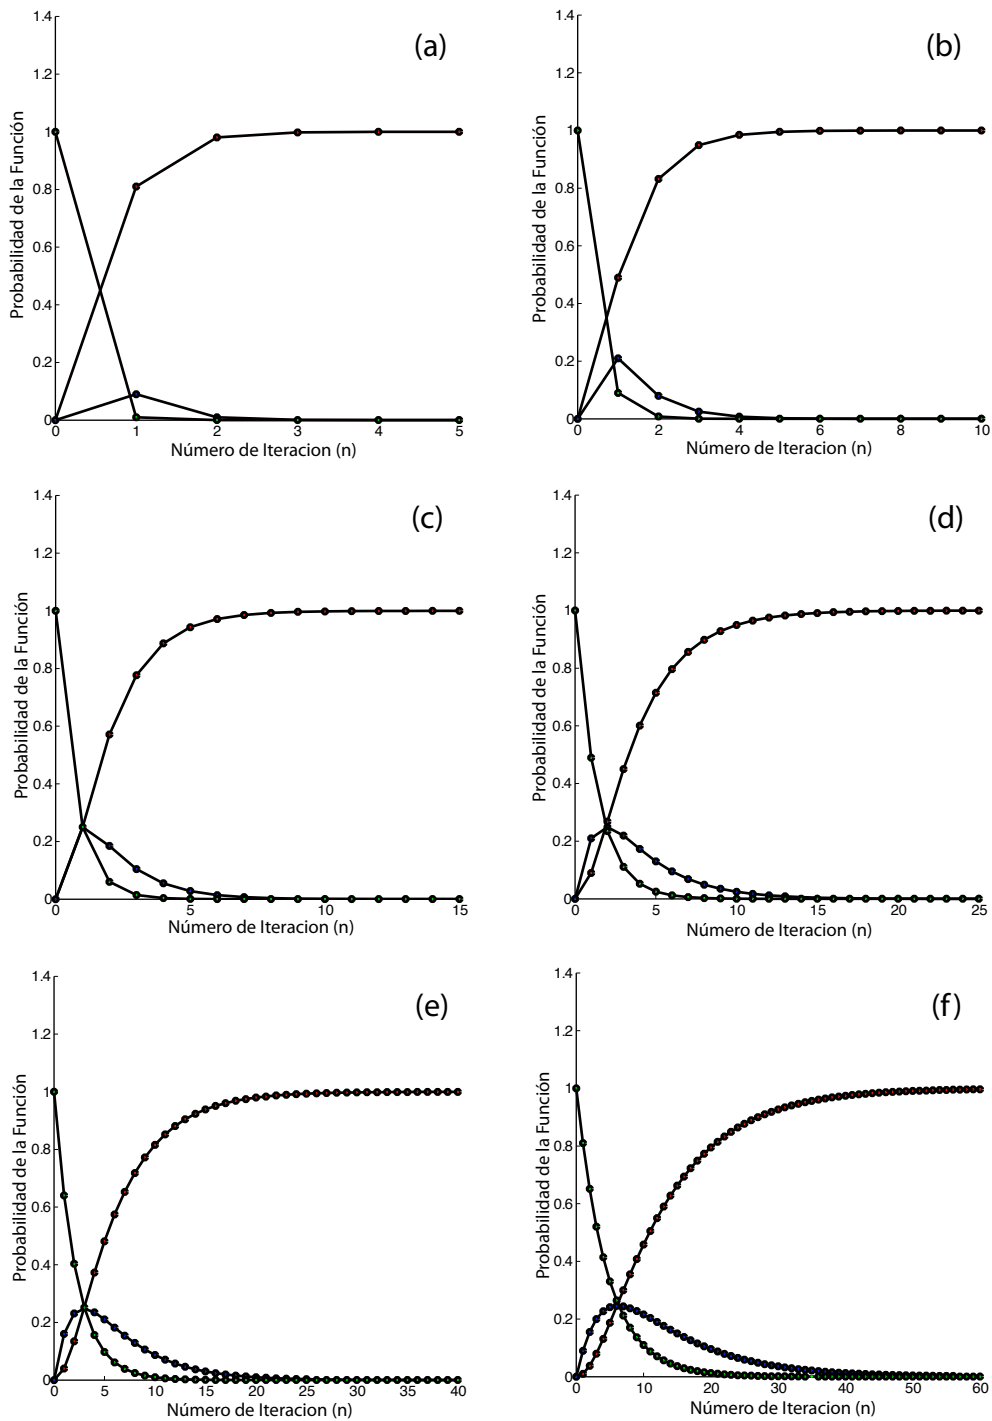 (a)
Probabilidad de la Función
1.4
1.2
1
0.8
0.6
0.4
0.2
0
0 1 2 3 4 5
Número de Iteracion (n)
(b)
Probabilidad de la Función
1.4
1.2
1
0.8
0.6
0.4
0.2
0
0 2 4 6 8 10
Número de Iteracion (n)
(c)
Probabilidad de la Función
1.4
1.2
1
0.8
0.6
0.4
0.2
0
0 5 10 15
Número de Iteracion (n)
(d)
Probabilidad de la Función
1.4
1.2
1
0.8
0.6
0.4
0.2
0
0 5 10 15 20 25
Número de Iteracion (n)
(e)
Probabilidad de la Función
1.4
1.2
1
0.8
0.6
0.4
0.2
0
0 5 10 15 20 25 30 35 40
Número de Iteracion (n)
(f)
Probabilidad de la Función
1.4
1.2
1
0.8
0.6
0.4
0.2
0
0 10 20 30 40 50 60
Número de Iteracion (n)